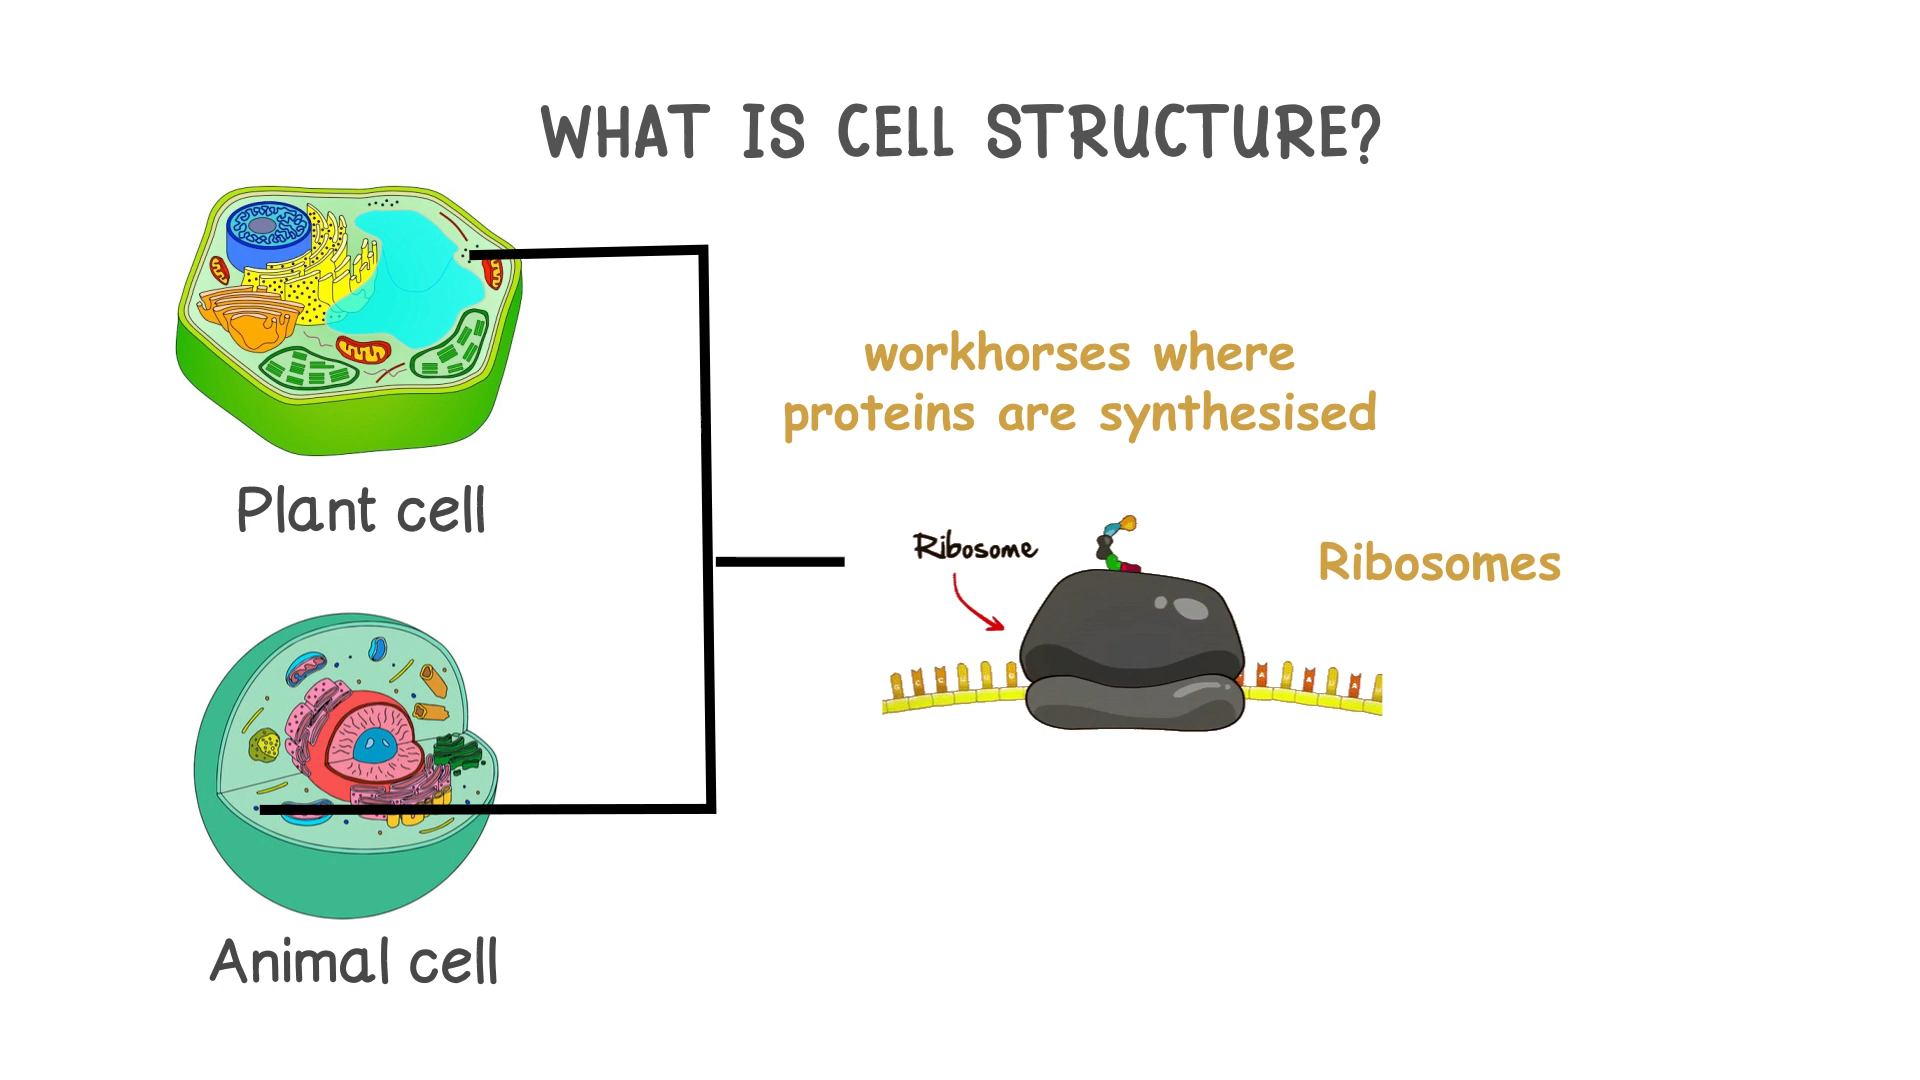 WHAT IS CELL STRUCTURE?
workhorses where
proteins are synthesised
Plant cell
Ribosome
Ribosomes
Animal cell